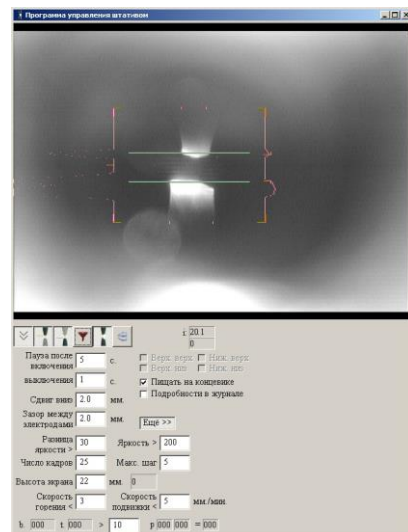 Программа управления штативом
i 20.1
0
Пауза после включения 5 с.
выключения 1 с.
Сдвиг вниз 2.0 мм.
Зазор между электродами 2.0 мм.
Верх. верх Ниж. верх
Верх. низ Ниж. низ
Пищать на концевике
Подробности в журнале
Ещё >>
Разница яркости > 30 Яркость > 200
Число кадров 25 Макс. шаг 5
Высота экрана 22 мм. 0
Скорость горения < 3 Скорость подвижки < 5 мм./мин.
b. 000 t. 000 > 10 p 000 000 = 000